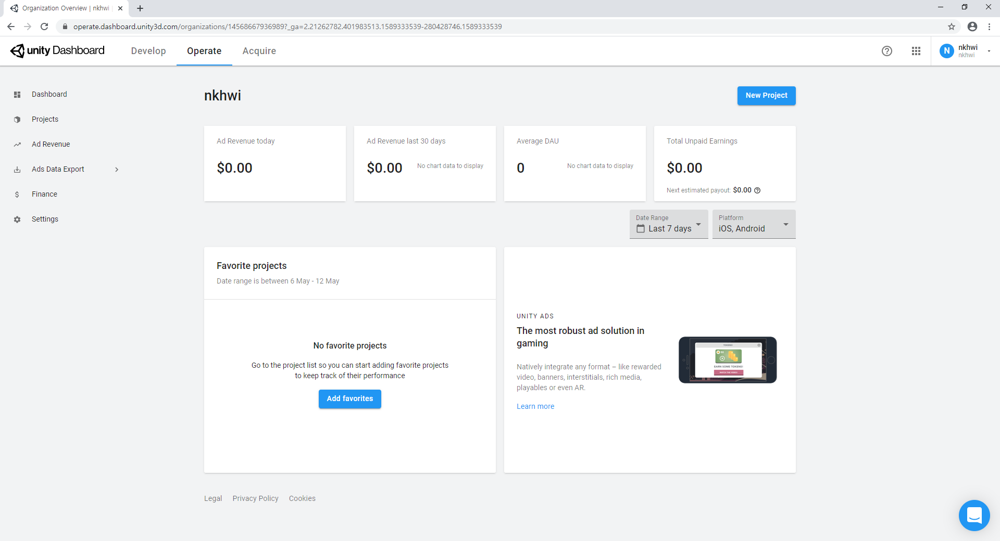 Organization Overview | nkhwi
operate.dashboard.unity3d.com/organizations/14568667936989?_ga=2.21262782.401983513.1589333539-280428746.1589333539
unity Dashboard
Develop
Operate
Acquire
N
nkhwi
nkhwi
Dashboard
Projects
Ad Revenue
Ads Data Export
Finance
Settings
nkhwi
New Project
Ad Revenue today
$0.00
Ad Revenue last 30 days
$0.00
No chart data to display
Average DAU
0
No chart data to display
Total Unpaid Earnings
$0.00
Next estimated payout: $0.00
Date Range
Last 7 days
Platform
iOS, Android
Favorite projects
Date range is between 6 May - 12 May
No favorite projects
Go to the project list so you can start adding favorite projects
to keep track of their performance
Add favorites
UNITY ADS
The most robust ad solution in
gaming
Natively integrate any format – like rewarded
video, banners, interstitials, rich media,
playables or even AR.
Learn more
TOKENS!
EARN SOME TOKENS!
WATCH THE VIDEO
Legal
Privacy Policy
Cookies